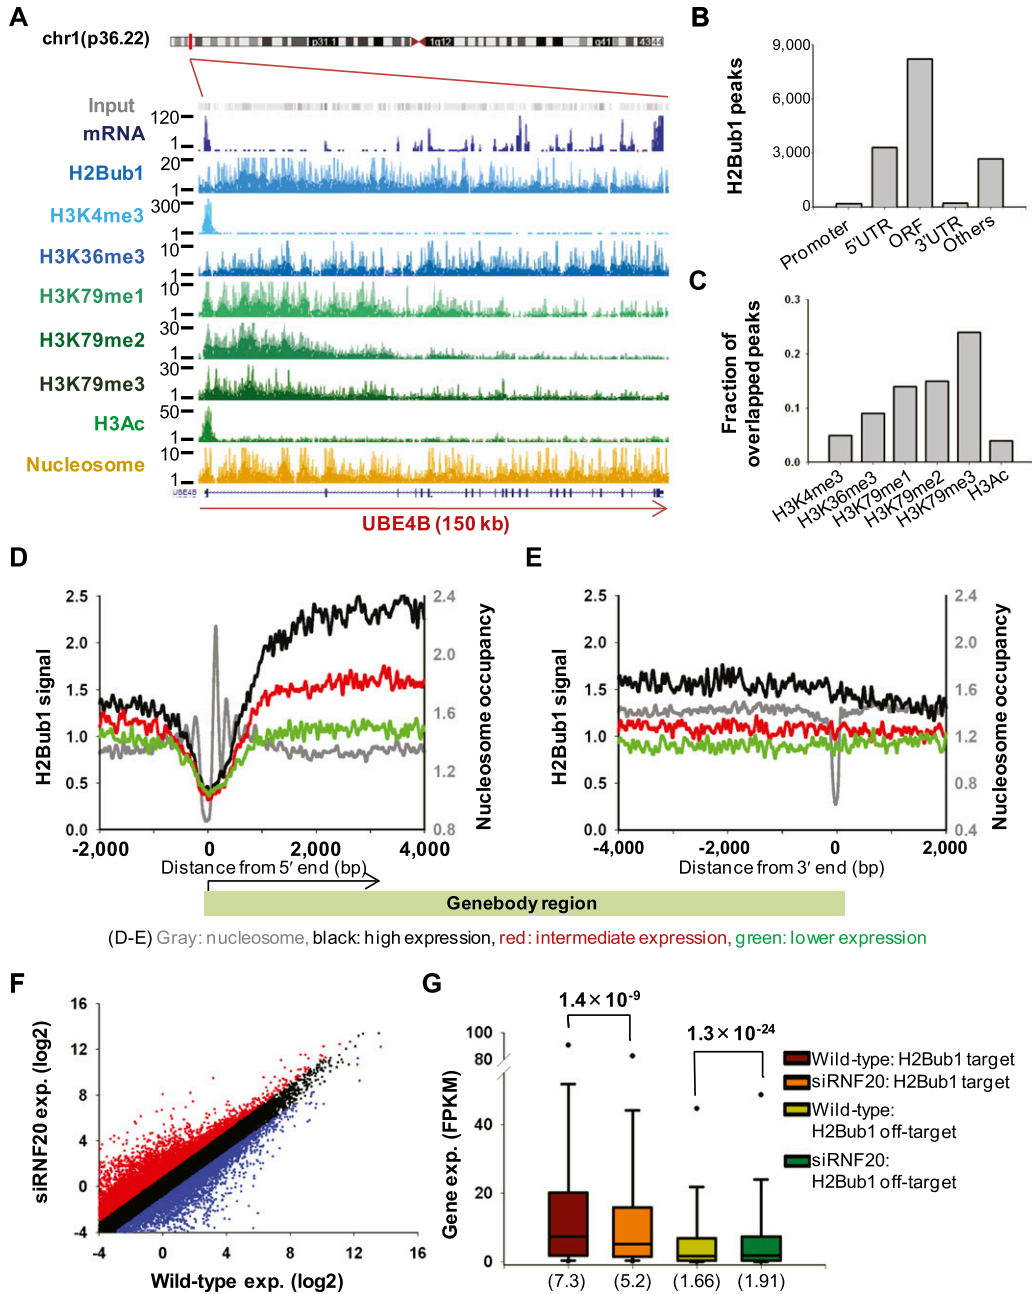 A
chr1(p36.22)
p31.1
1q12
q41
4344
Input
mRNA
120
1
H2Bub1
20
1
H3K4me3
300
1
H3K36me3
10
1
H3K79me1
10
1
H3K79me2
30
1
H3K79me3
30
1
H3Ac
50
1
Nucleosome
10
1
UBE4B
UBE4B (150 kb)
B
H2Bub1 peaks
9,000
6,000
3,000
0
Promoter
5'UTR
ORF
3'UTR
Others
C
Fraction of
overlapped peaks
0.3
0.2
0.1
0.0
H3K4me3
H3K36me3
H3K79me1
H3K79me2
H3K79me3
H3Ac
D
H2Bub1 signal
2.5
2.0
1.5
1.0
0.5
0.0
2.4
2.0
1.6
1.2
0.8
Nucleosome occupancy
-2,000
0
2,000
4,000
Distance from 5′ end (bp)
E
H2Bub1 signal
2.5
2.0
1.5
1.0
0.5
0.0
2.4
2.0
1.6
1.2
0.8
0.4
Nucleosome occupancy
-4,000
-2,000
0
2,000
Distance from 3′ end (bp)
Genebody region
(D-E) Gray: nucleosome, black: high expression, red: intermediate expression, green: lower expression
F
siRNF20 exp. (log2)
16
12
8
4
0
-4
-4
0
4
8
12
16
Wild-type exp. (log2)
G
1.4×10-9
1.3×10-24
Gene exp. (FPKM)
100
80
40
20
0
(7.3)
(5.2)
(1.66)
(1.91)
Wild-type: H2Bub1 target
siRNF20: H2Bub1 target
Wild-type:
H2Bub1 off-target
siRNF20:
H2Bub1 off-target